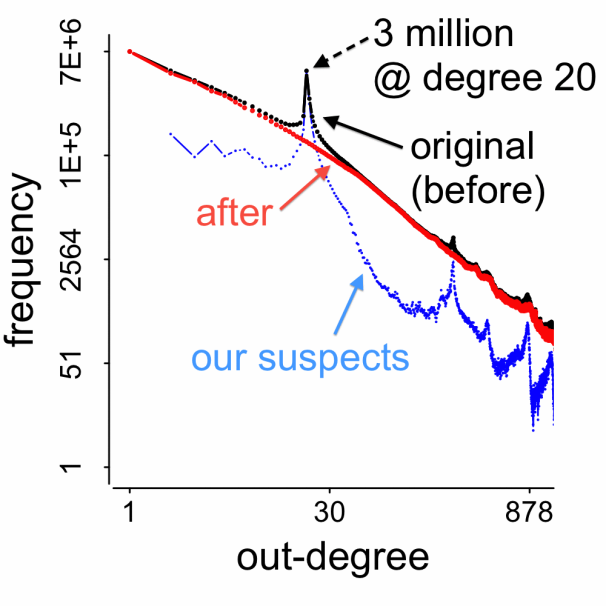 3 million
@ degree 20
original
(before)
after
our suspects
frequency
7E+6
1E+5
2564
51
1
1
30
878
out-degree